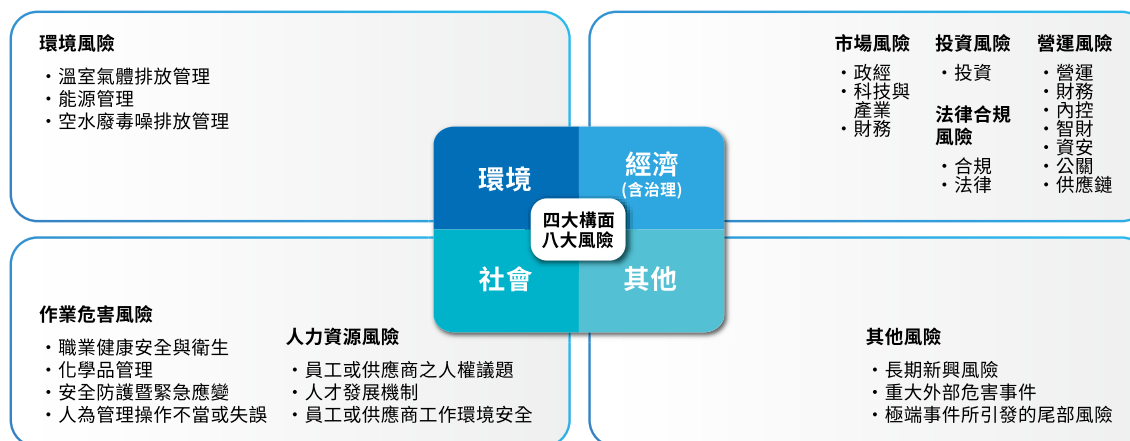 環境風險
・溫室氣體排放管理
・能源管理
・空水廢毒噪排放管理
市場風險
・政經
・科技與
產業
・財務
投資風險
・投資
法律合規
風險
・合規
・法律
營運風險
・營運
・財務
・內控
・智財
・資安
・公關
・供應鏈
環境
經濟
(含治理)
四大構面
八大風險
社會
其他
作業危害風險
・職業健康安全與衛生
・化學品管理
・安全防護暨緊急應變
・人為管理操作不當或失誤
人力資源風險
・員工或供應商之人權議題
・人才發展機制
・員工或供應商工作環境安全
其他風險
・長期新興風險
・重大外部危害事件
・極端事件所引發的尾部風險